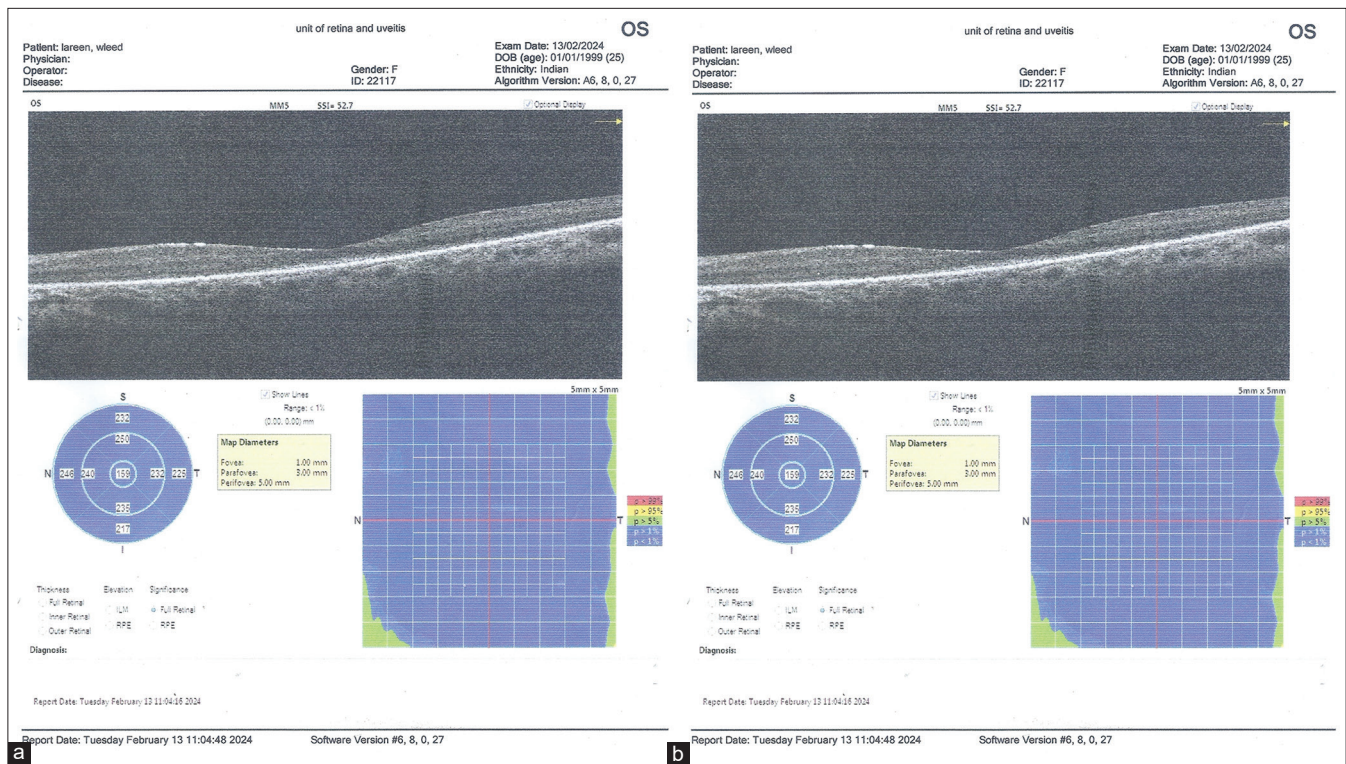 unit of retina and uveitis
OS
Patient: lareen, wleed
Physician:
Operator:
Disease:
Gender: F
ID: 22117
Exam Date: 13/02/2024
DOB (age): 01/01/1999 (25)
Ethnicity: Indian
Algorithm Version: A6, 8, 0, 27
OS MM5 SSI= 52.7 Optional Display
5mm x 5mm
Show Lines
Range: < 1%
(0.00, 0.00) mm
Map Diameters
Fovea: 1.00 mm
Parafovea: 3.00 mm
Perifovea: 5.00 mm
S
232
250
N 246 240 159 232 225 T
235
217
I
N
T
p > 99%
p > 95%
p > 5%
p > 1%
p < 1%
Thickness Elevation Significance
Full Retinal ILM Full Retinal
Inner Retinal RPE
Outer Retinal
Diagnosis:
Report Date: Tuesday February 13 11:04:16 2024
Report Date: Tuesday February 13 11:04:48 2024 Software Version #6, 8, 0, 27
a
unit of retina and uveitis
OS
Patient: lareen, wleed
Physician:
Operator:
Disease:
Gender: F
ID: 22117
Exam Date: 13/02/2024
DOB (age): 01/01/1999 (25)
Ethnicity: Indian
Algorithm Version: A6, 8, 0, 27
OS MM5 SSI= 52.7 Optional Display
5mm x 5mm
Show Lines
Range: < 1%
(0.00, 0.00) mm
Map Diameters
Fovea: 1.00 mm
Parafovea: 3.00 mm
Perifovea: 5.00 mm
S
232
250
N 246 240 159 232 225 T
235
217
I
N
T
p > 99%
p > 95%
p > 5%
p > 1%
p < 1%
Thickness Elevation Significance
Full Retinal ILM Full Retinal
Inner Retinal RPE
Outer Retinal
Diagnosis:
Report Date: Tuesday February 13 11:04:16 2024
Report Date: Tuesday February 13 11:04:48 2024 Software Version #6, 8, 0, 27
b